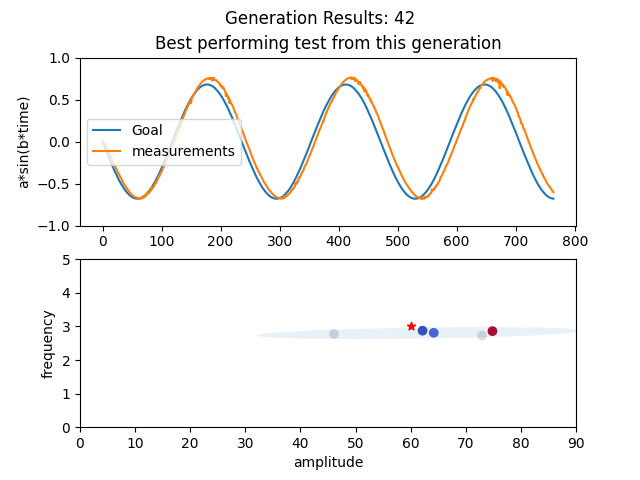 Generation Results: 42
Best performing test from this generation
a*sin(b*time)
1.0
0.5
0.0
−0.5
−1.0
Goal
measurements
0 100 200 300 400 500 600 700 800
frequency
5
4
3
2
1
0
0 10 20 30 40 50 60 70 80 90
amplitude